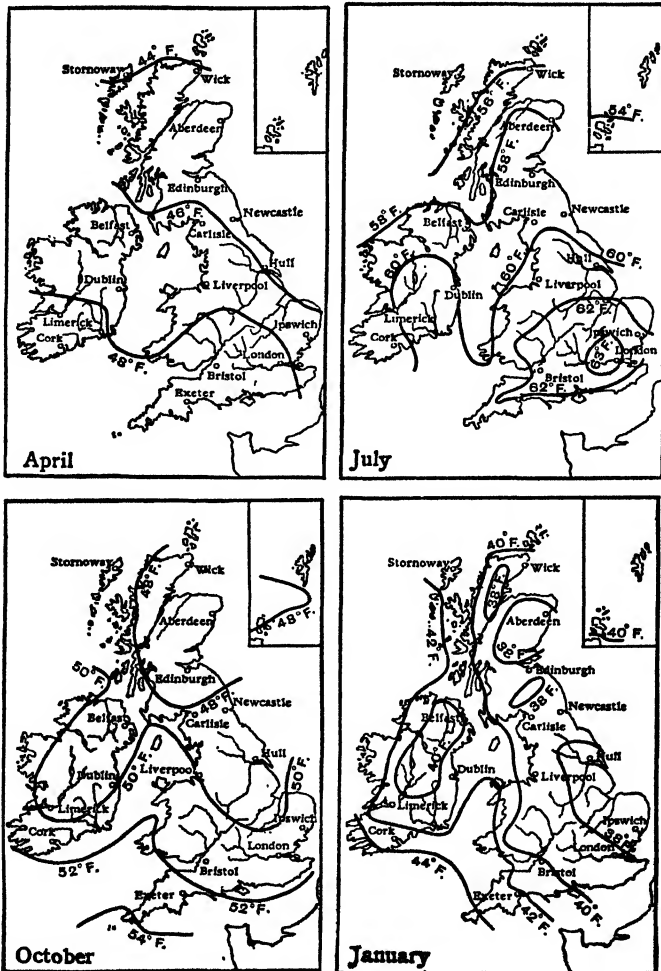 44° F.
Stornoway
Wick
Aberdeen
Edinburgh
46° F.
Newcastle
Belfast
Carlisle
Hull
Dublin
Liverpool
Limerick
Ipswich
Cork
48° F.
London
Bristol
Exeter
April
Stornoway
Wick
56° F.
54° F.
Aberdeen
58° F.
Edinburgh
58° F.
Carlisle
Newcastle
Belfast
60° F.
60° F.
Hull
60° F.
Liverpool
Dublin
62° F.
Limerick
Ipswich
63° F.
London
Cork
Bristol
62° F.
Exeter
July
Stornoway
48° F.
Wick
48° F.
Aberdeen
50° F.
Edinburgh
48° F.
Newcastle
Belfast
Carlisle
50° F.
Hull
Dublin
Liverpool
50° F.
Limerick
Ipswich
Cork
London
52° F.
Bristol
Exeter
52° F.
54° F.
October
40° F.
Stornoway
Wick
38° F.
40° F.
42° F.
Aberdeen
38° F.
Edinburgh
38° F.
Newcastle
Belfast
Carlisle
40° F.
Hull
Dublin
Liverpool
Limerick
Ipswich
Cork
38° F.
London
44° F.
Bristol
Exeter
40° F.
42° F.
January